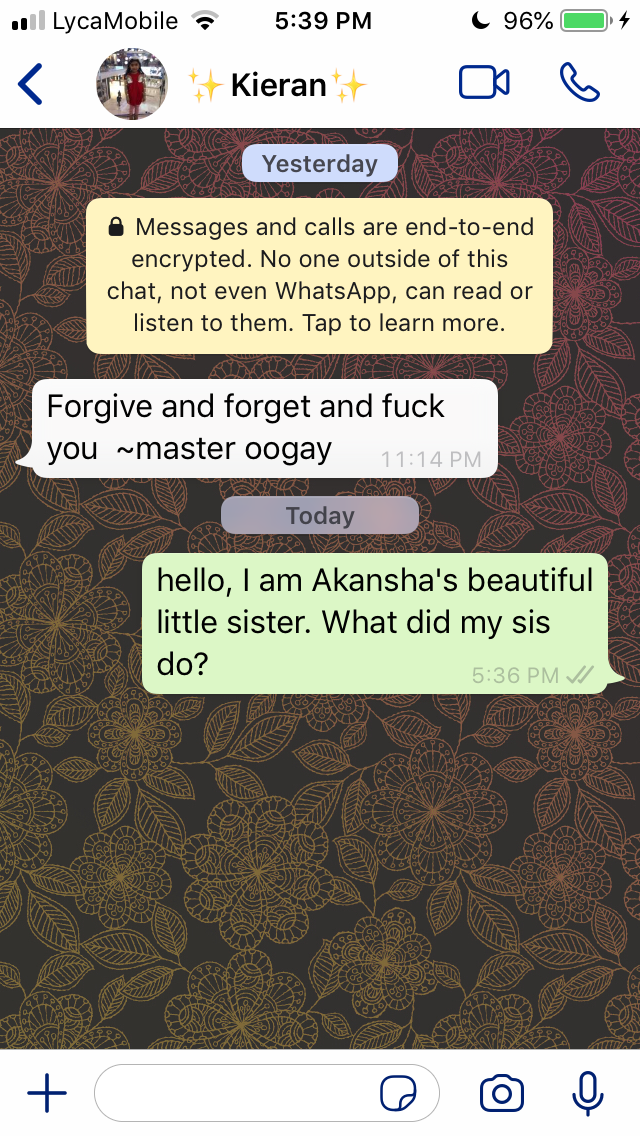 LycaMobile 5:39 PM 96%
✨ Kieran ✨
Yesterday
Messages and calls are end-to-end
encrypted. No one outside of this
chat, not even WhatsApp, can read or
listen to them. Tap to learn more.
Forgive and forget and fuck
you ~master oogay 11:14 PM
Today
hello, I am Akansha's beautiful
little sister. What did my sis
do?
5:36 PM